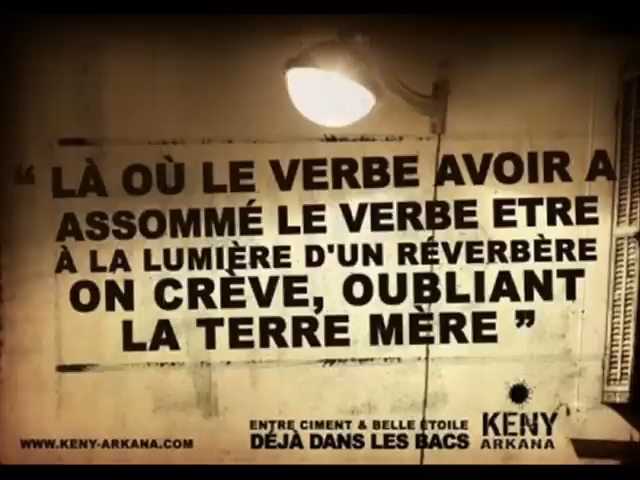 “ LÀ OÙ LE VERBE AVOIR A
ASSOMMÉ LE VERBE ETRE
À LA LUMIÈRE D'UN RÉVERBÈRE
ON CRÈVE, OUBLIANT
LA TERRE MÈRE ”
WWW.KENY-ARKANA.COM
ENTRE CIMENT & BELLE ÉTOILE
DÉJÀ DANS LES BACS
KENY
ARKANA